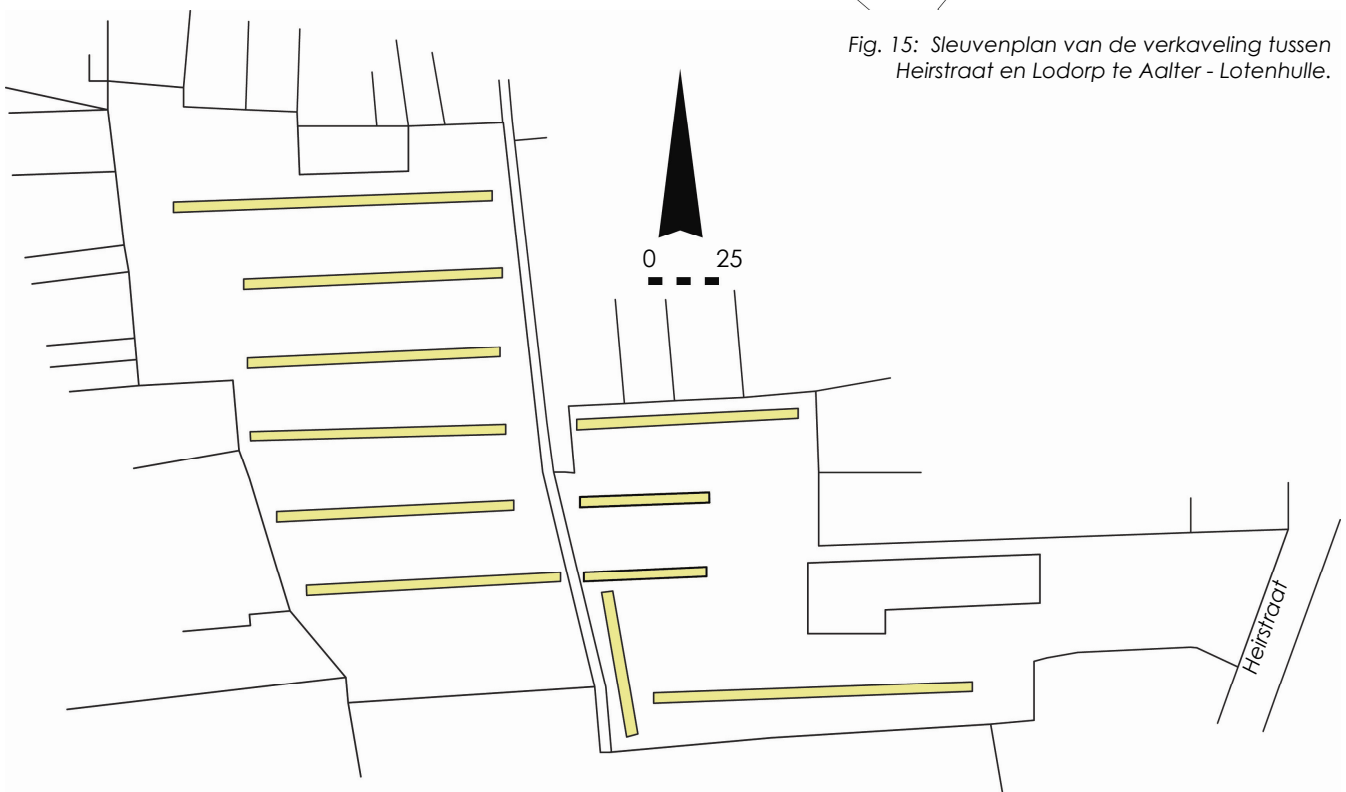 Fig. 15: Sleuvenplan van de verkaveling tussen
Heirstraat en Lodorp te Aalter - Lotenhulle.
0 25
Heirstraat